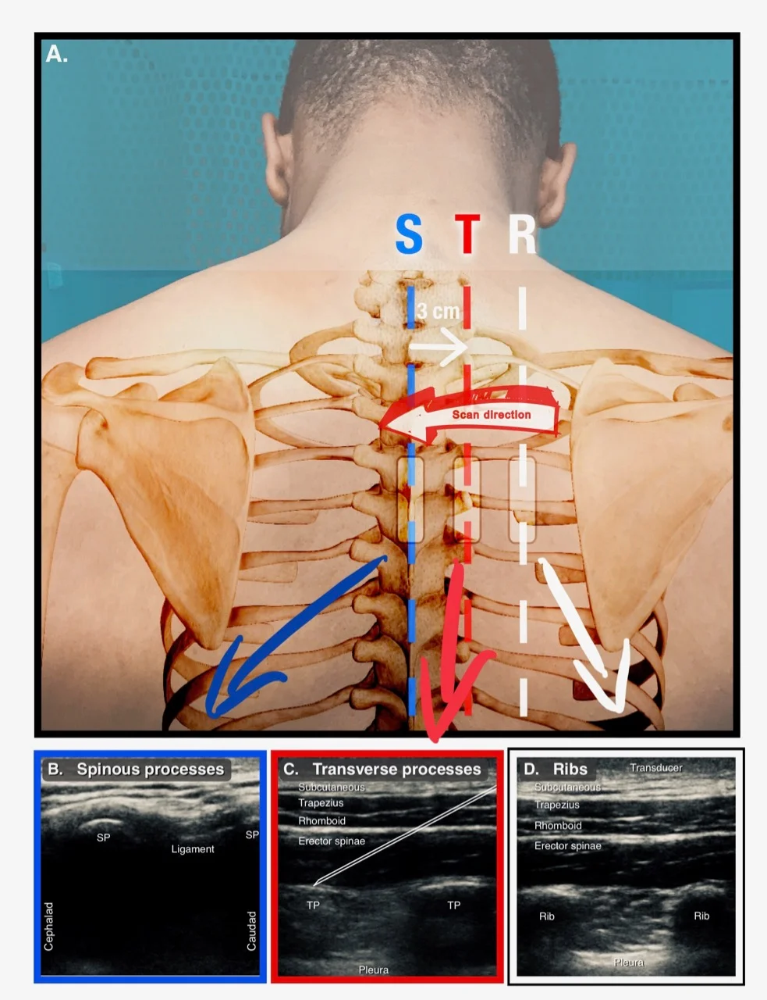 A.
S T R
3 cm
Scan direction
B. Spinous processes
SP
SP
Ligament
Cephalad
Caudad
C. Transverse processes
Subcutaneous
Trapezius
Rhomboid
Erector spinae
TP
TP
Pleura
D. Ribs
Transducer
Subcutaneous
Trapezius
Rhomboid
Erector spinae
Rib
Rib
Pleura